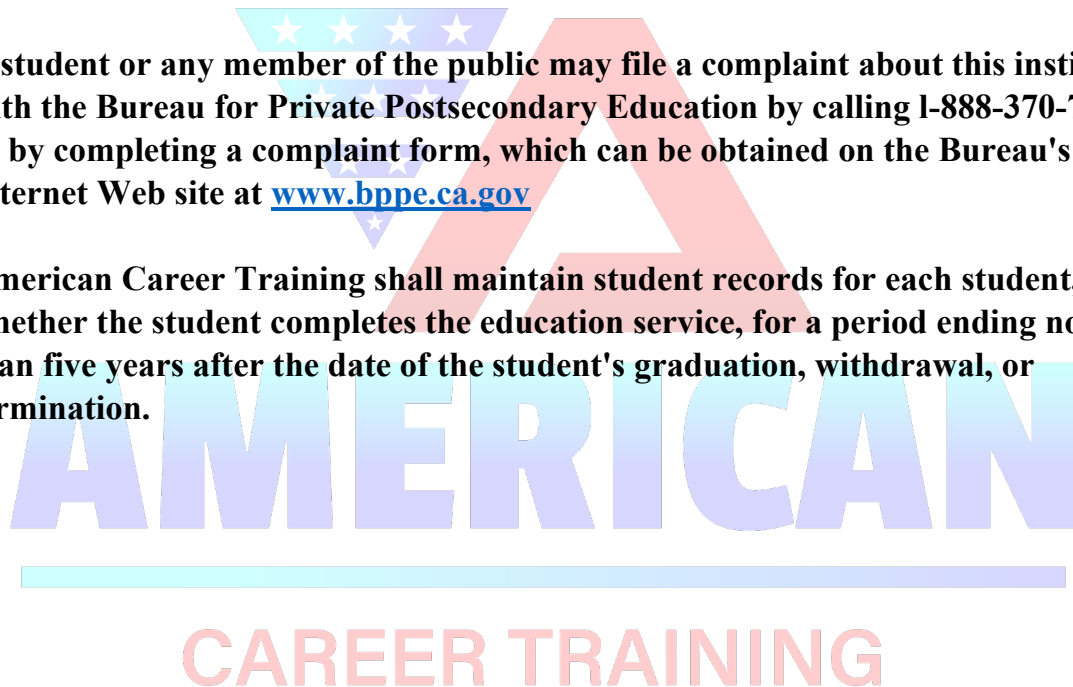 student or any member of the public may file a complaint about this insti
th the Bureau for Private Postsecondary Education by calling l-888-370-7
by completing a complaint form, which can be obtained on the Bureau's
ternet Web site at www.bppe.ca.gov
merican Career Training shall maintain student records for each student,
hether the student completes the education service, for a period ending no
an five years after the date of the student's graduation, withdrawal, or
rmination.
AMERICAN
CAREER TRAINING